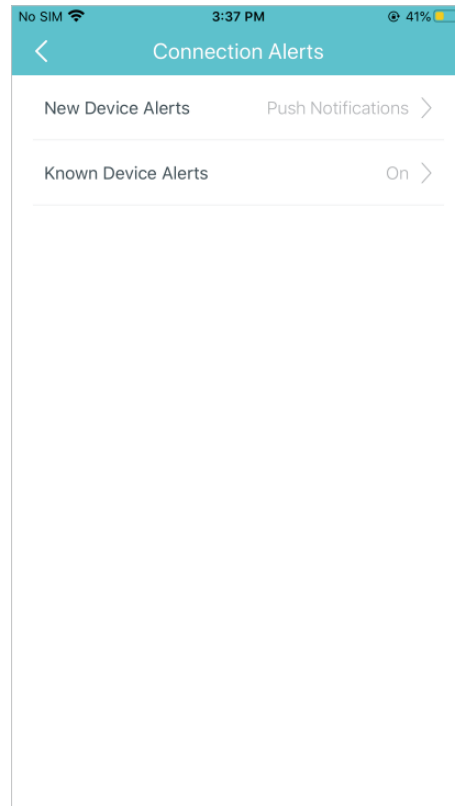 No SIM 3:37 PM 41%
Connection Alerts
New Device Alerts Push Notifications
Known Device Alerts On